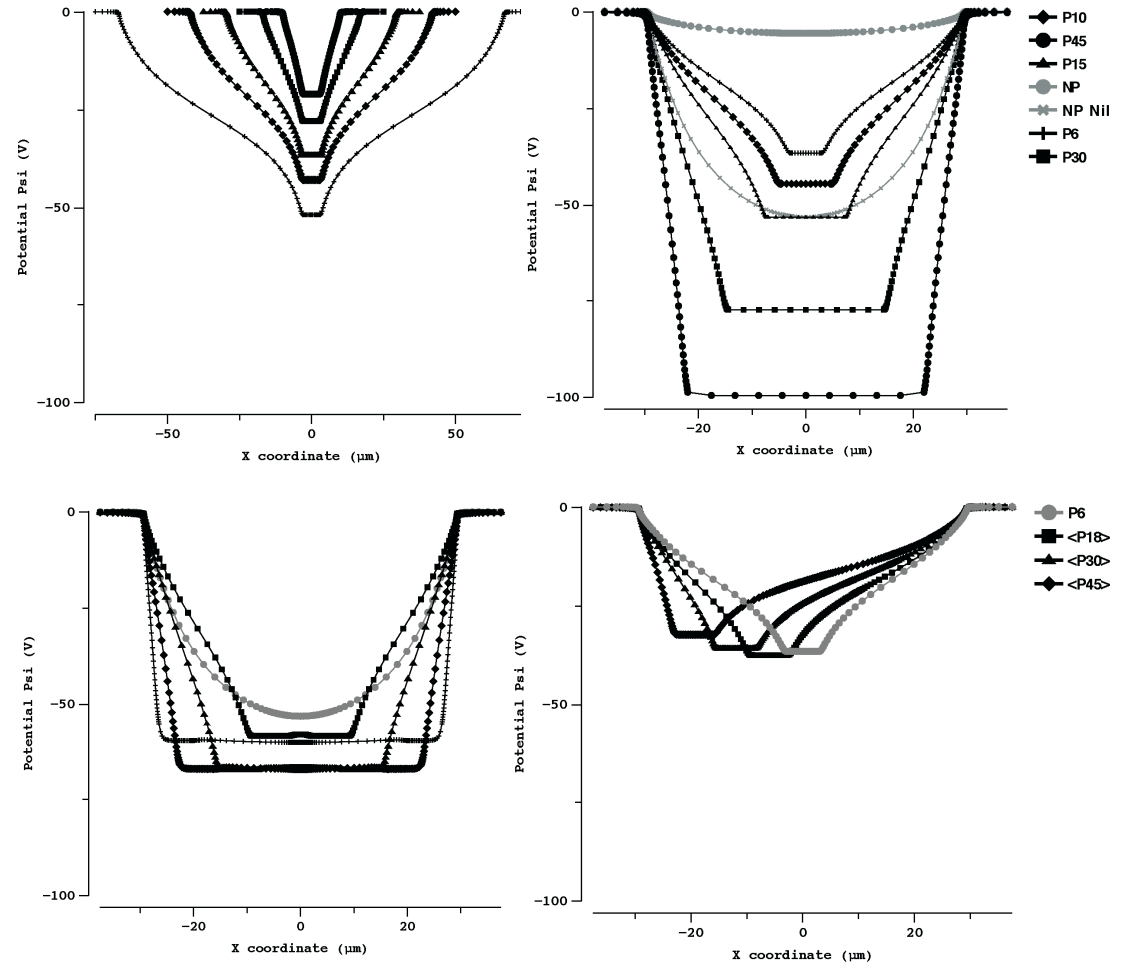 0
−50
−100
Potential Psi (V)
−50
0
50
X coordinate (µm)
0
−50
−100
Potential Psi (V)
−20
0
20
X coordinate (µm)
P10
P45
P15
NP
NP Nil
P6
P30
0
−50
−100
Potential Psi (V)
−20
0
20
X coordinate (µm)
0
−50
−100
Potential Psi (V)
−20
0
20
X coordinate (µm)
P6
<P18>
<P30>
<P45>